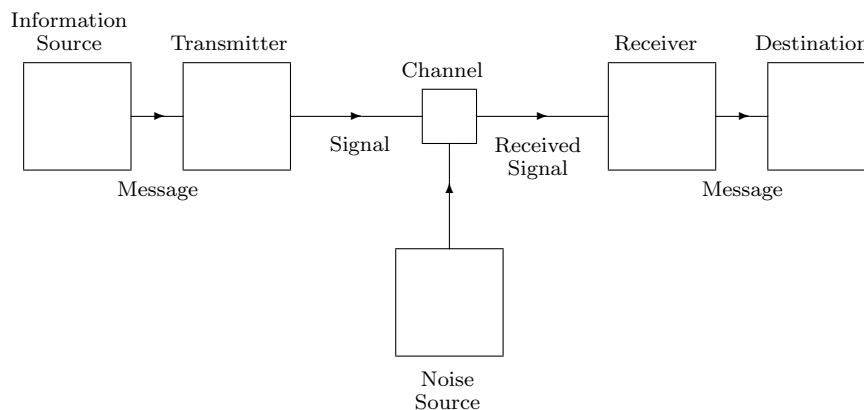 Information
Source
Transmitter
Channel
Receiver
Destination
Signal
Received
Signal
Message
Message
Noise
Source